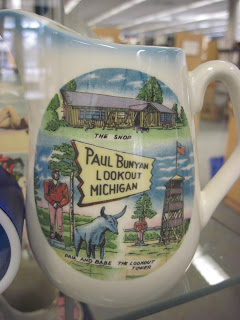 THE SHOP
PAUL BUNYAN
LOOKOUT
MICHIGAN
PAUL AND BABE
THE LOOKOUT
TOWER